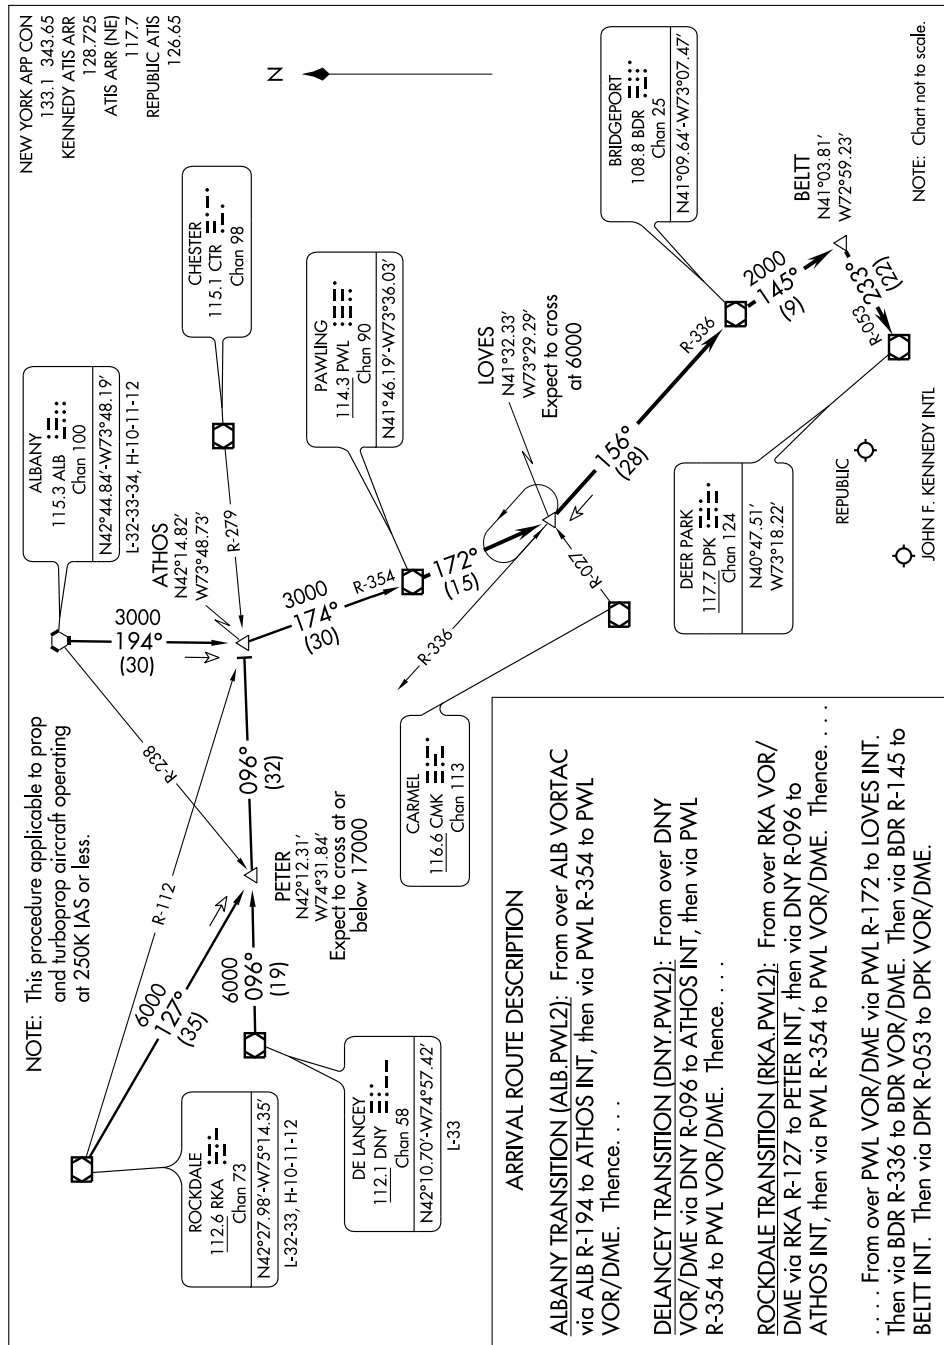 NEW YORK APP CON
133.1 343.65
KENNEDY ATIS ARR
128.725
ATIS ARR (NE)
117.7
REPUBLIC ATIS
126.65
NOTE: This procedure applicable to prop
and turboprop aircraft operating
at 250K IAS or less.
N
ALBANY
115.3 ALB
Chan 100
N42°44.84'-W73°48.19'
L-32-33-34, H-10-11-12
CHESTER
115.1 CTR
Chan 98
ROCKDALE
112.6 RKA
Chan 73
N42°27.98'-W75°14.35'
L-32-33, H-10-11-12
DE LANCEY
112.1 DNY
Chan 58
N42°10.70'-W74°57.42'
L-33
6000
127°
(35)
R-112
R-238
6000
096°
(19)
PETER
N42°12.31'
W74°31.84'
Expect to cross at or
below 17000
096°
(32)
3000
194°
(30)
ATHOS
N42°14.82'
W73°48.73'
R-279
3000
174°
(30)
R-354
PAWLING
114.3 PWL
Chan 90
N41°46.19'-W73°36.03'
172°
(15)
R-336
R-027
CARMEL
116.6 CMK
Chan 113
LOVES
N41°32.33'
W73°29.29'
Expect to cross
at 6000
156°
(28)
R-336
BRIDGEPORT
108.8 BDR
Chan 25
N41°09.64'-W73°07.47'
2000
145°
(9)
BELTT
N41°03.81'
W72°59.23'
R-053
233°
(22)
DEER PARK
117.7 DPK
Chan 124
N40°47.51'
W73°18.22'
REPUBLIC
JOHN F. KENNEDY INTL
NOTE: Chart not to scale.
ARRIVAL ROUTE DESCRIPTION
ALBANY TRANSITION (ALB.PWL2): From over ALB VORTAC
via ALB R-194 to ATHOS INT, then via PWL R-354 to PWL
VOR/DME. Thence. . . .
DELANCEY TRANSITION (DNY.PWL2): From over DNY
VOR/DME via DNY R-096 to ATHOS INT, then via PWL
R-354 to PWL VOR/DME. Thence. . . .
ROCKDALE TRANSITION (RKA.PWL2): From over RKA VOR/
DME via RKA R-127 to PETER INT, then via DNY R-096 to
ATHOS INT, then via PWL R-354 to PWL VOR/DME. Thence. . . .
. . . . From over PWL VOR/DME via PWL R-172 to LOVES INT.
Then via BDR R-336 to BDR VOR/DME. Then via BDR R-145 to
BELTT INT. Then via DPK R-053 to DPK VOR/DME.